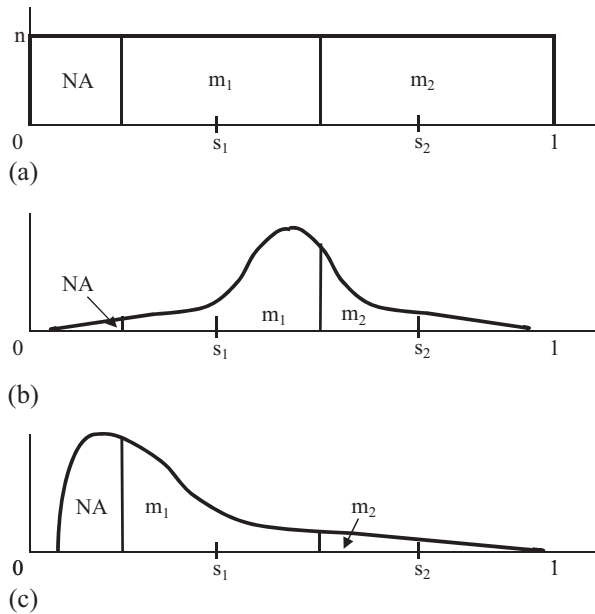 n
NA m₁ m₂
0 s₁ s₂ 1
(a)
NA
m₁ m₂
0 s₁ s₂ 1
(b)
NA m₁ m₂
0 s₁ s₂ 1
(c)